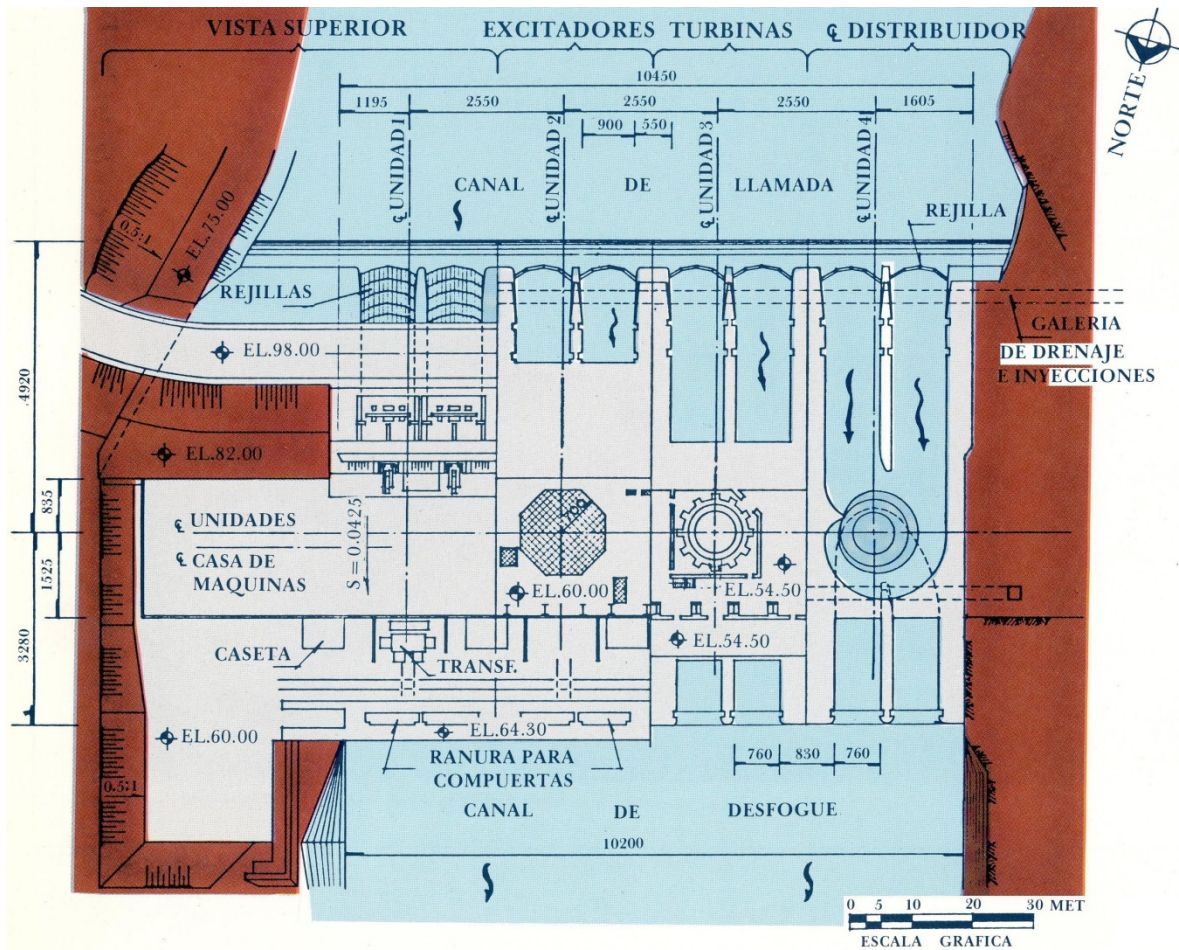 VISTA SUPERIOR EXCITADORES TURBINAS ℄ DISTRIBUIDOR
NORTE
10450
1195 2550 2550 2550 1605
900 550
℄ UNIDAD 1
℄ UNIDAD 2
℄ UNIDAD 3
℄ UNIDAD 4
CANAL DE LLAMADA
REJILLA
0.5:1
EL.75.00
REJILLAS
GALERIA
DE DRENAJE
E INYECCIONES
EL.98.00
4920
EL.82.00
835
1525
3280
℄ UNIDADES
℄ CASA DE
MAQUINAS
S=0.0425
700
EL.60.00
EL.54.50
EL.54.50
CASETA
TRANSF.
EL.60.00
EL.64.30
RANURA PARA
COMPUERTAS
760 830 760
0.5:1
CANAL DE DESFOGUE
10200
0 5 10 20 30 MET
ESCALA GRAFICA